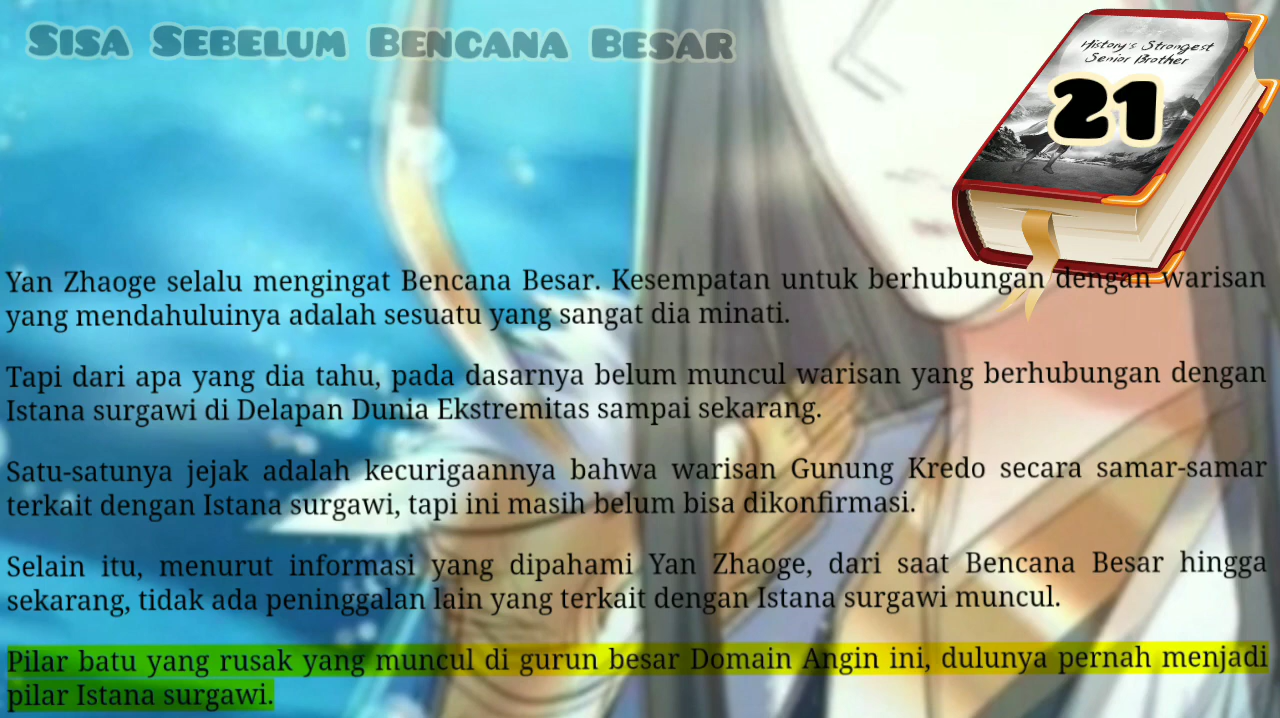 Sisa Sebelum Bencana Besar
History's Strongest
Senior Brother
21
Yan Zhaoge selalu mengingat Bencana Besar. Kesempatan untuk berhubungan dengan warisan
yang mendahuluinya adalah sesuatu yang sangat dia minati.
Tapi dari apa yang dia tahu, pada dasarnya belum muncul warisan yang berhubungan dengan
Istana surgawi di Delapan Dunia Ekstremitas sampai sekarang.
Satu-satunya jejak adalah kecurigaannya bahwa warisan Gunung Kredo secara samar-samar
terkait dengan Istana surgawi, tapi ini masih belum bisa dikonfirmasi.
Selain itu, menurut informasi yang dipahami Yan Zhaoge, dari saat Bencana Besar hingga
sekarang, tidak ada peninggalan lain yang terkait dengan Istana surgawi muncul.
Pilar batu yang rusak yang muncul di gurun besar Domain Angin ini, dulunya pernah menjadi
pilar Istana surgawi.